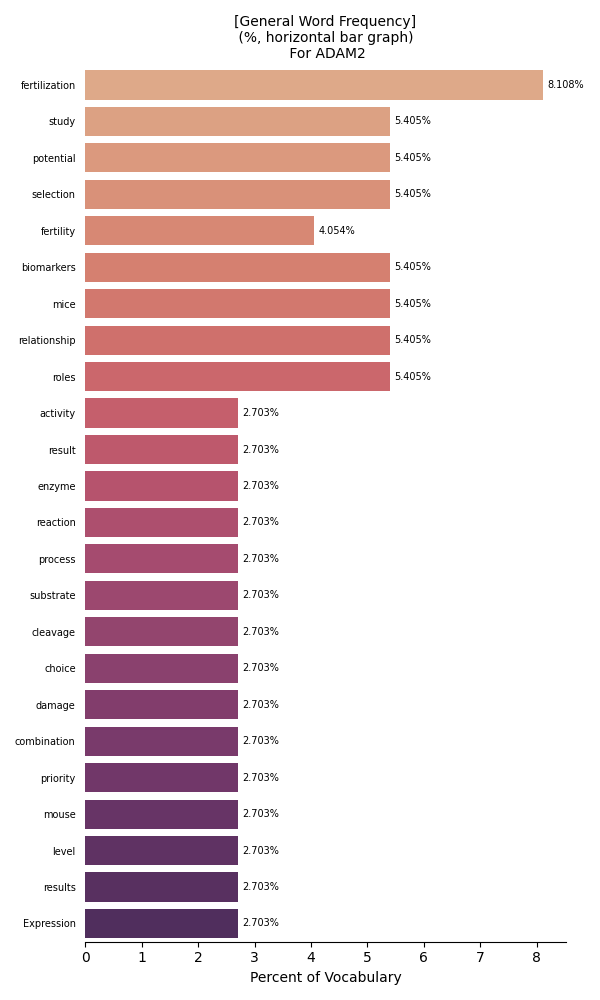 [General Word Frequency]
(%, horizontal bar graph)
For ADAM2
fertilization 8.108%
study 5.405%
potential 5.405%
selection 5.405%
fertility 4.054%
biomarkers 5.405%
mice 5.405%
relationship 5.405%
roles 5.405%
activity 2.703%
result 2.703%
enzyme 2.703%
reaction 2.703%
process 2.703%
substrate 2.703%
cleavage 2.703%
choice 2.703%
damage 2.703%
combination 2.703%
priority 2.703%
mouse 2.703%
level 2.703%
results 2.703%
Expression 2.703%
0 1 2 3 4 5 6 7 8
Percent of Vocabulary